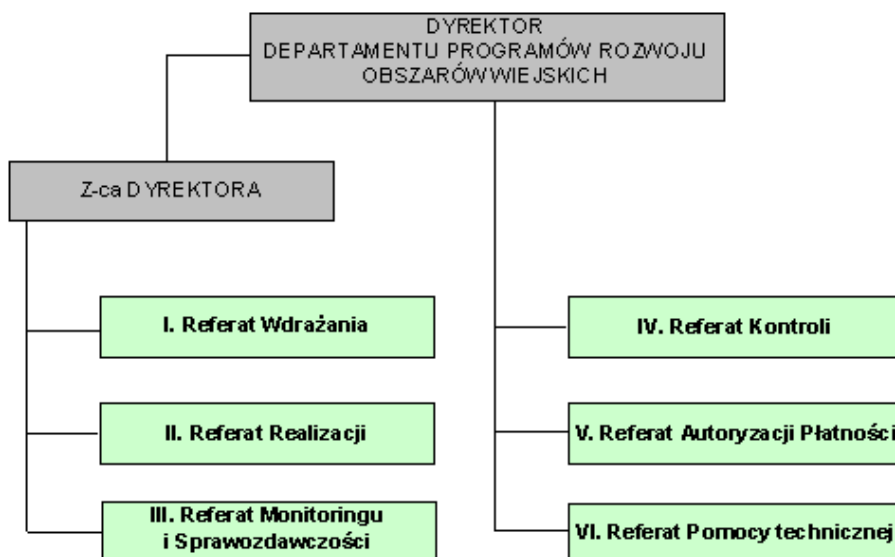 DYREKTOR
DEPARTAMENTU PROGRAMÓW ROZWOJU
OBSZARÓW WIEJSKICH
Z-ca DYREKTORA
I. Referat Wdrażania
II. Referat Realizacji
III. Referat Monitoringu
i Sprawozdawczości
IV. Referat Kontroli
V. Referat Autoryzacji Płatności
VI. Referat Pomocy technicznej